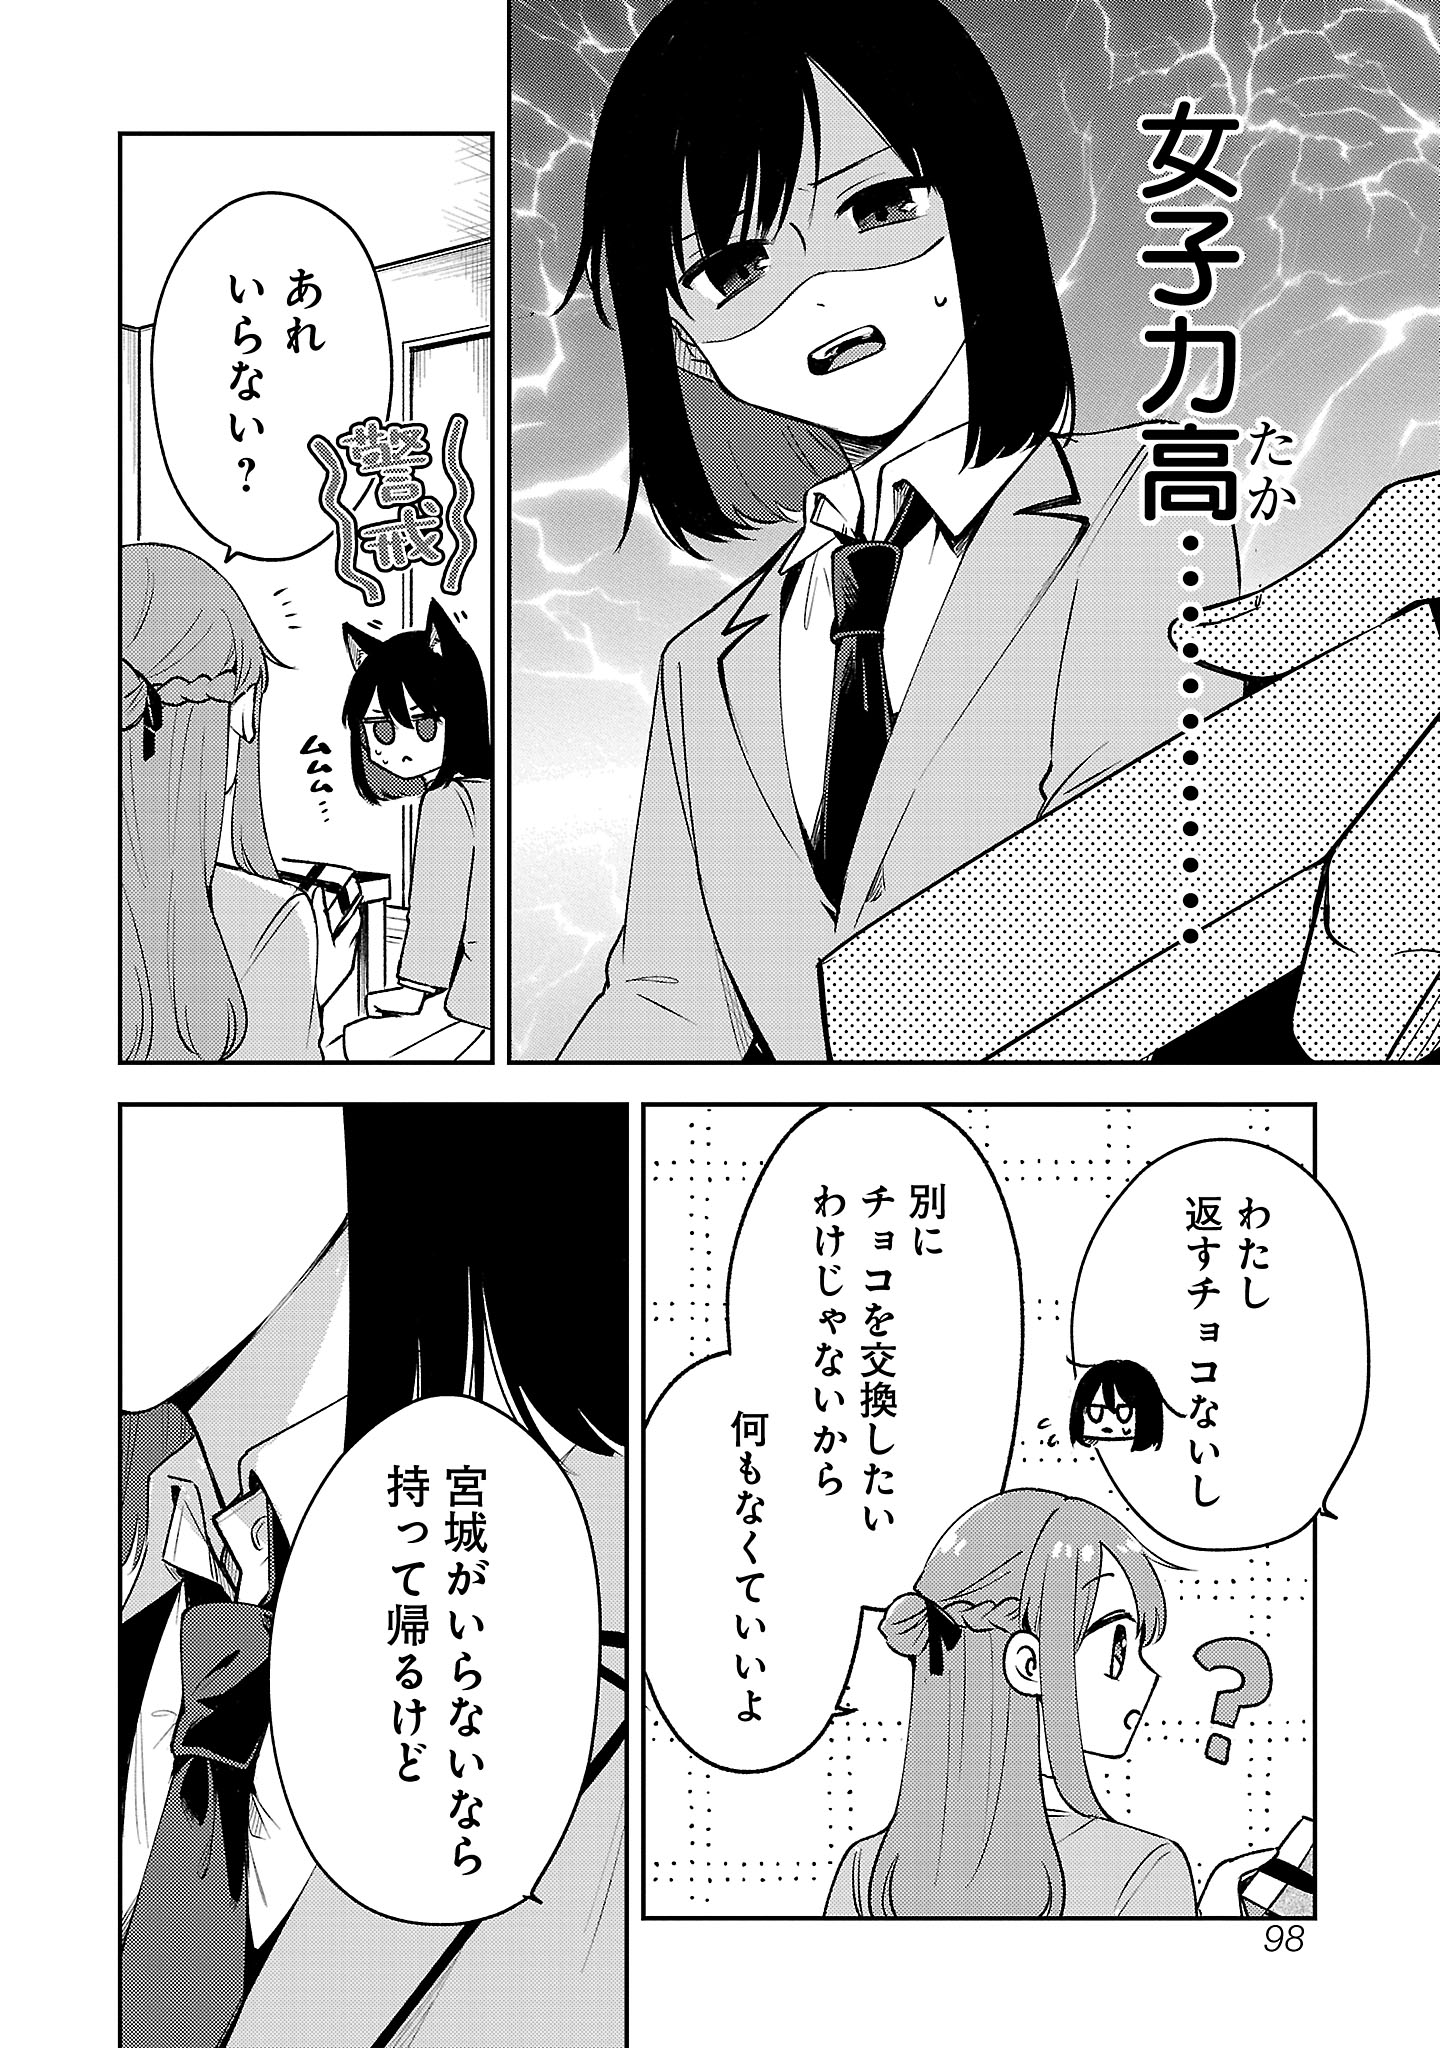 女子力高………
たか
あれ
いらない？
警戒
ムムム…
わたし
返すチョコないし
別に
チョコを交換したい
わけじゃないから
何もなくていいよ
宮城がいらないなら
持って帰るけど
98